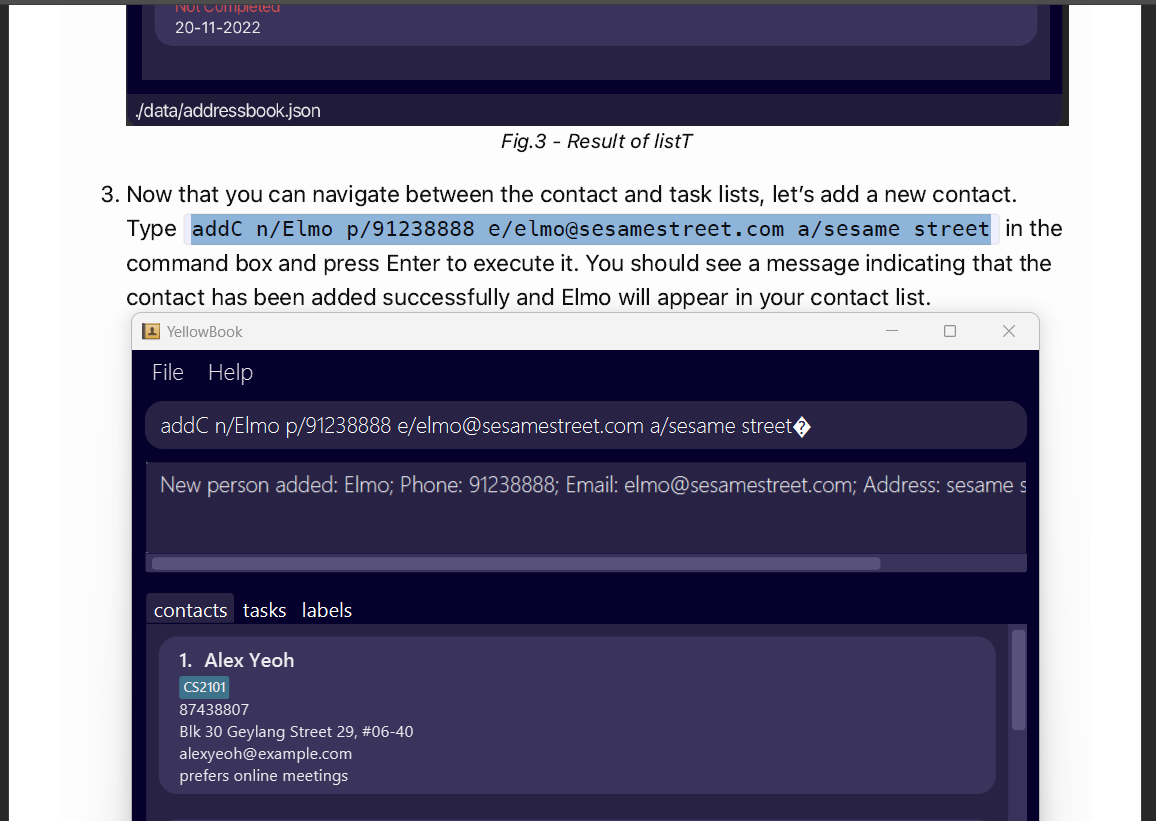 Not Completed
20-11-2022
./data/addressbook.json
Fig.3 - Result of listT
3. Now that you can navigate between the contact and task lists, let’s add a new contact.
Type addC n/Elmo p/91238888 e/elmo@sesamestreet.com a/sesame street in the
command box and press Enter to execute it. You should see a message indicating that the
contact has been added successfully and Elmo will appear in your contact list.
YellowBook
File Help
addC n/Elmo p/91238888 e/elmo@sesamestreet.com a/sesame street�
New person added: Elmo; Phone: 91238888; Email: elmo@sesamestreet.com; Address: sesame s
contacts tasks labels
1. Alex Yeoh
CS2101
87438807
Blk 30 Geylang Street 29, #06-40
alexyeoh@example.com
prefers online meetings